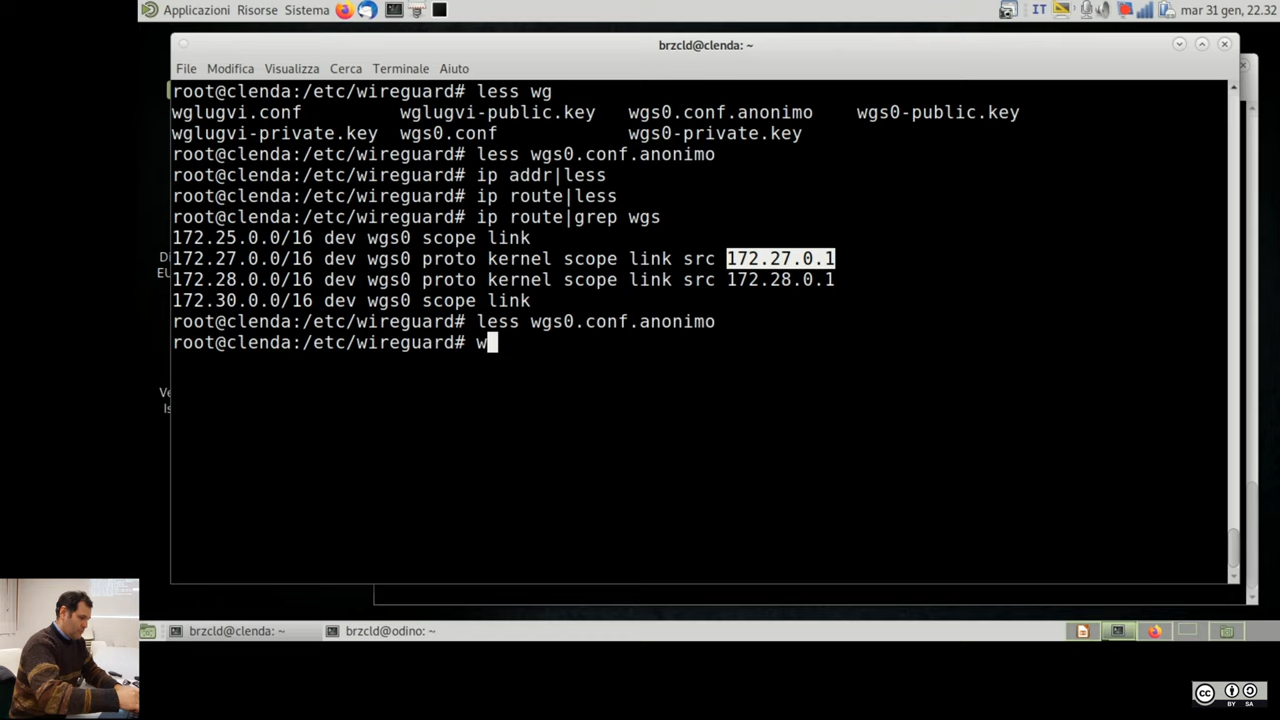 Applicazioni Risorse Sistema IT mar 31 gen, 22.32
brzcld@clenda: ~
File Modifica Visualizza Cerca Terminale Aiuto
root@clenda:/etc/wireguard# less wg
wglugvi.conf wglugvi-public.key wgs0.conf.anonimo wgs0-public.key
wglugvi-private.key wgs0.conf wgs0-private.key
root@clenda:/etc/wireguard# less wgs0.conf.anonimo
root@clenda:/etc/wireguard# ip addr|less
root@clenda:/etc/wireguard# ip route|less
root@clenda:/etc/wireguard# ip route|grep wgs
172.25.0.0/16 dev wgs0 scope link
172.27.0.0/16 dev wgs0 proto kernel scope link src 172.27.0.1
172.28.0.0/16 dev wgs0 proto kernel scope link src 172.28.0.1
172.30.0.0/16 dev wgs0 scope link
root@clenda:/etc/wireguard# less wgs0.conf.anonimo
root@clenda:/etc/wireguard# w
brzcld@clenda: ~ brzcld@odino: ~
cc BY SA